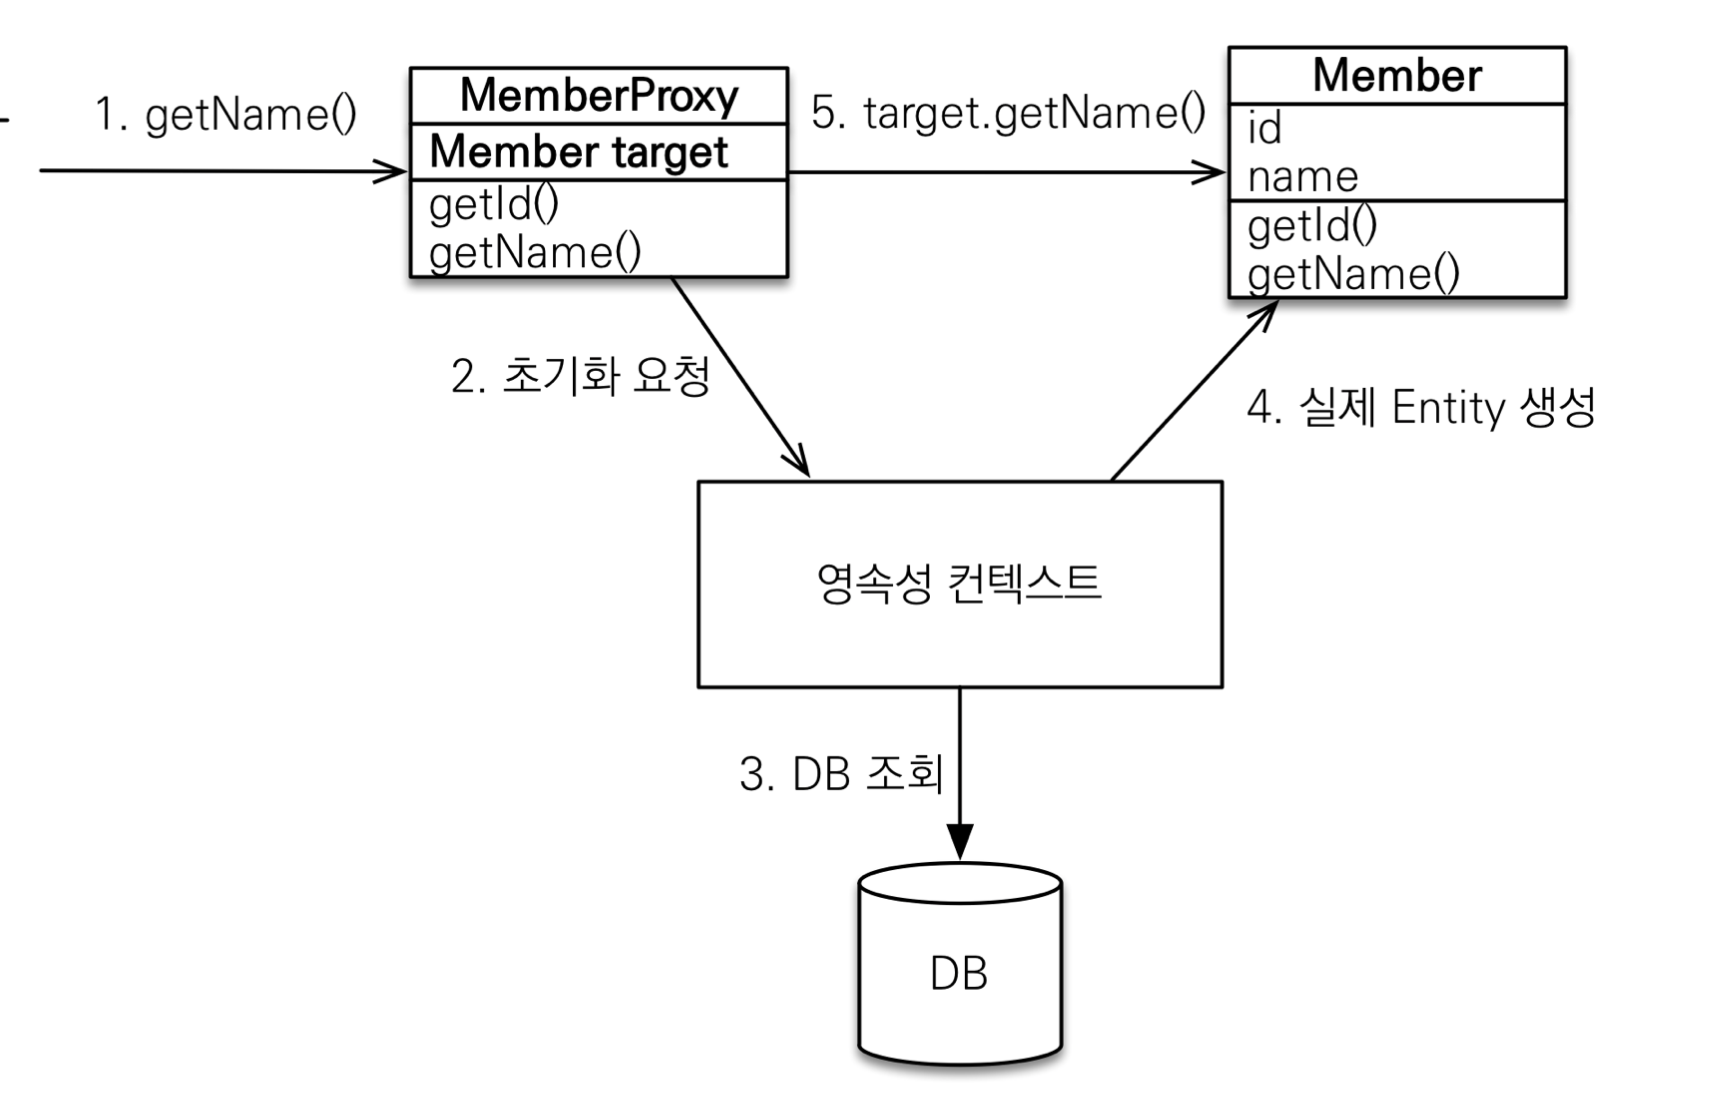 1. getName()
MemberProxy
Member target
getId()
getName()
5. target.getName()
Member
id
name
getId()
getName()
2. 초기화 요청
4. 실제 Entity 생성
영속성 컨텍스트
3. DB 조회
DB